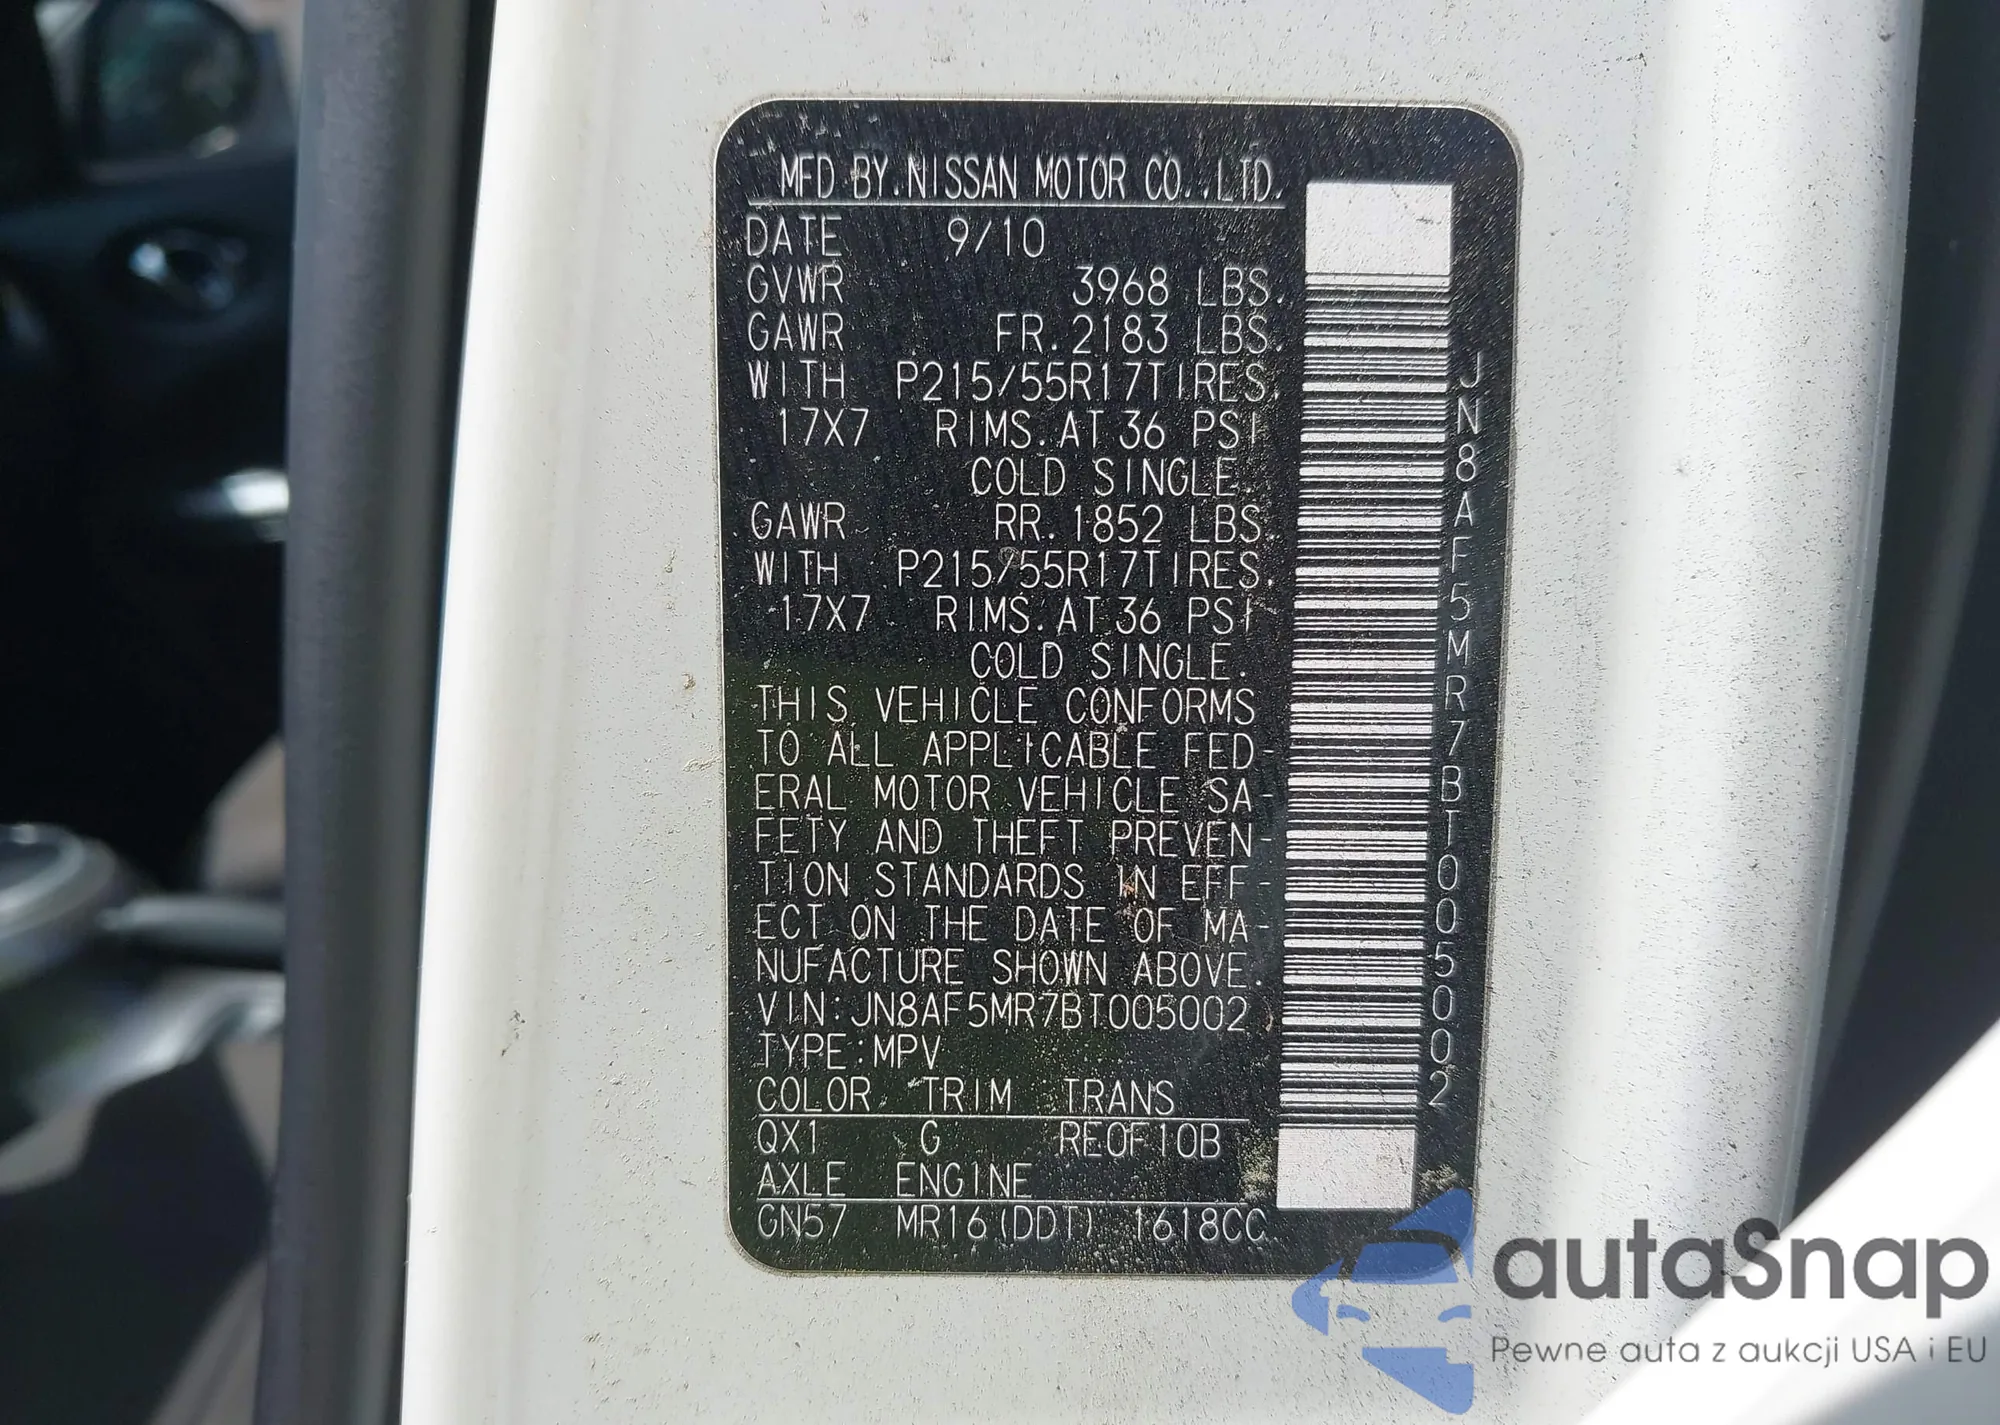 MFD BY.NISSAN MOTOR CO.,LTD.
DATE 9/10
GVWR 3968 LBS.
GAWR FR.2183 LBS.
WITH P215/55R17TIRES.
17X7 RIMS.AT 36 PSI
COLD SINGLE.
GAWR RR.1852 LBS.
WITH P215/55R17TIRES.
17X7 RIMS.AT 36 PSI
COLD SINGLE.
THIS VEHICLE CONFORMS
TO ALL APPLICABLE FED-
ERAL MOTOR VEHICLE SA-
FETY AND THEFT PREVEN-
TION STANDARDS IN EFF-
ECT ON THE DATE OF MA-
NUFACTURE SHOWN ABOVE.
VIN:JN8AF5MR7BT005002
TYPE:MPV
COLOR TRIM TRANS
QX1 G RE0F10B
AXLE ENGINE
GN57 MR16(DDT) 1618CC
JN8AF5MR7BT005002
autaSnap
Pewne auta z aukcji USA i EU